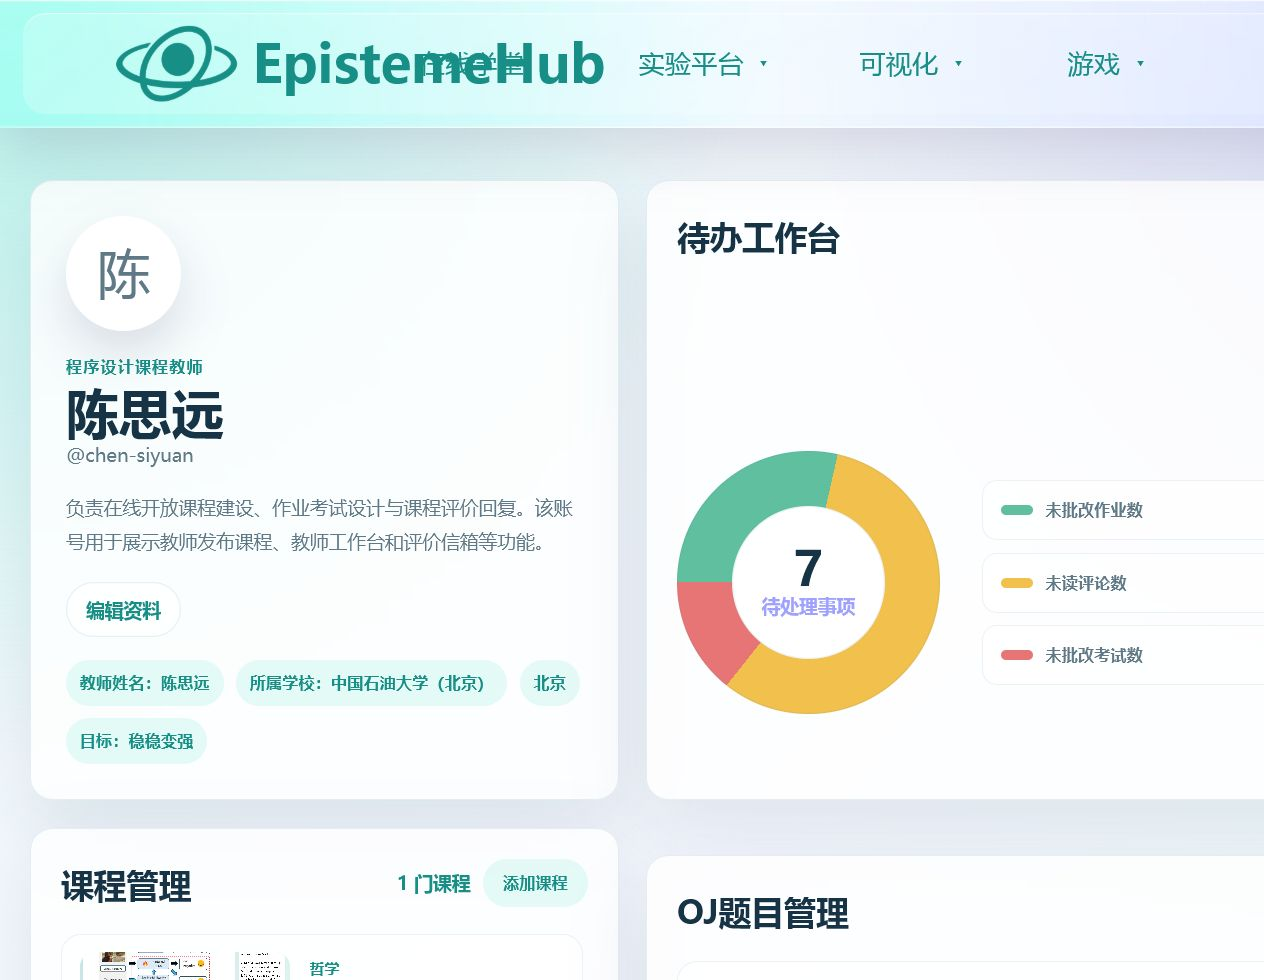 EpistemeHub
在线学堂
实验平台
可视化
游戏
陈
程序设计课程教师
陈思远
@chen-siyuan
负责在线开放课程建设、作业考试设计与课程评价回复。该账
号用于展示教师发布课程、教师工作台和评价信箱等功能。
编辑资料
教师姓名：陈思远
所属学校：中国石油大学（北京）
北京
目标：稳稳变强
待办工作台
7
待处理事项
未批改作业数
未读评论数
未批改考试数
课程管理
1 门课程
添加课程
哲学
OJ题目管理